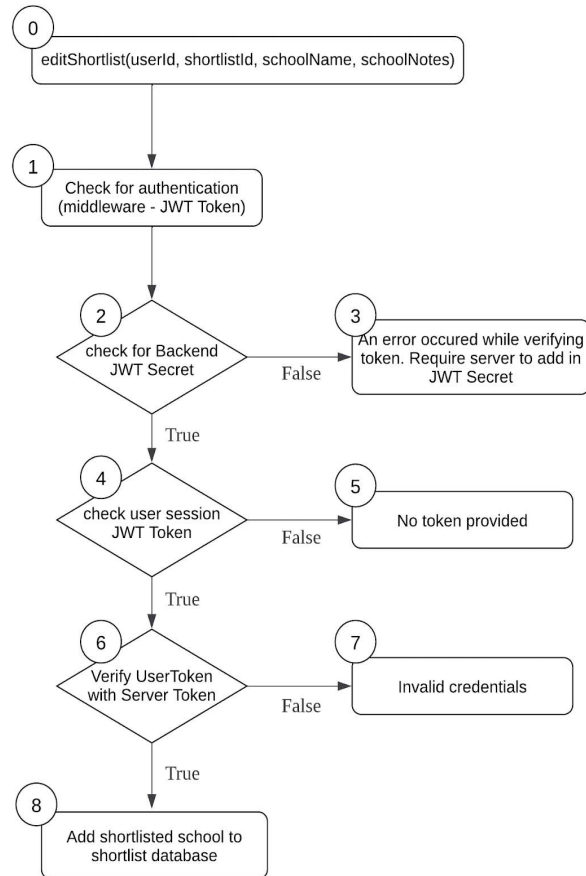 0
editShortlist(userId, shortlistId, schoolName, schoolNotes)
1
Check for authentication
(middleware - JWT Token)
2
check for Backend
JWT Secret
False
3
An error occured while verifying
token. Require server to add in
JWT Secret
True
4
check user session
JWT Token
False
5
No token provided
True
6
Verify UserToken
with Server Token
False
7
Invalid credentials
True
8
Add shortlisted school to
shortlist database